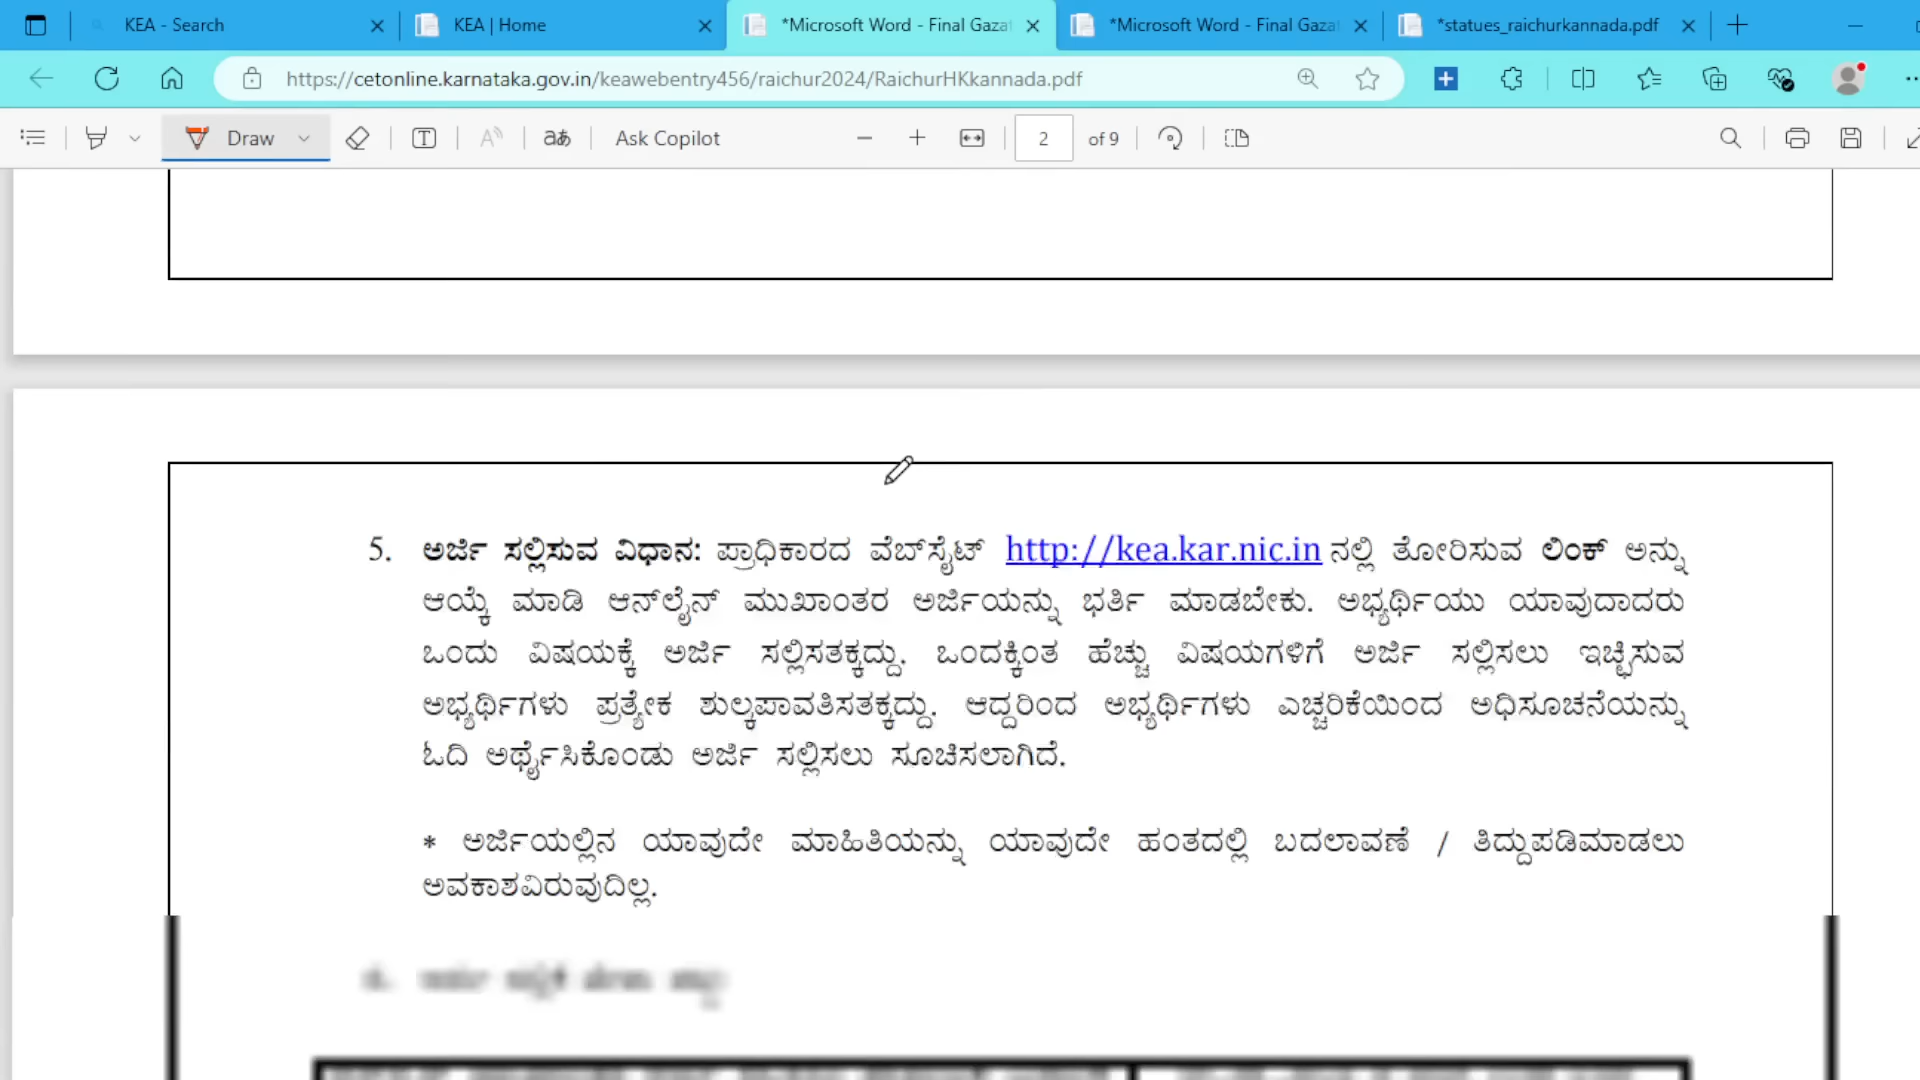 KEA - Search
KEA | Home
*Microsoft Word - Final Gazat
*Microsoft Word - Final Gazat
*statues_raichurkannada.pdf
https://cetonline.karnataka.gov.in/keawebentry456/raichur2024/RaichurHKkannada.pdf
Draw
Ask Copilot
2 of 9
5. ಅರ್ಜಿ ಸಲ್ಲಿಸುವ ವಿಧಾನ: ಪ್ರಾಧಿಕಾರದ ವೆಬ್‌ಸೈಟ್ http://kea.kar.nic.in ನಲ್ಲಿ ತೋರಿಸುವ ಲಿಂಕ್ ಅನ್ನು
ಆಯ್ಕೆ ಮಾಡಿ ಆನ್‌ಲೈನ್ ಮುಖಾಂತರ ಅರ್ಜಿಯನ್ನು ಭರ್ತಿ ಮಾಡಬೇಕು. ಅಭ್ಯರ್ಥಿಯು ಯಾವುದಾದರು
ಒಂದು ವಿಷಯಕ್ಕೆ ಅರ್ಜಿ ಸಲ್ಲಿಸತಕ್ಕದ್ದು. ಒಂದಕ್ಕಿಂತ ಹೆಚ್ಚು ವಿಷಯಗಳಿಗೆ ಅರ್ಜಿ ಸಲ್ಲಿಸಲು ಇಚ್ಛಿಸುವ
ಅಭ್ಯರ್ಥಿಗಳು ಪ್ರತ್ಯೇಕ ಶುಲ್ಕಪಾವತಿಸತಕ್ಕದ್ದು. ಆದ್ದರಿಂದ ಅಭ್ಯರ್ಥಿಗಳು ಎಚ್ಚರಿಕೆಯಿಂದ ಅಧಿಸೂಚನೆಯನ್ನು
ಓದಿ ಅರ್ಥೈಸಿಕೊಂಡು ಅರ್ಜಿ ಸಲ್ಲಿಸಲು ಸೂಚಿಸಲಾಗಿದೆ.
* ಅರ್ಜಿಯಲ್ಲಿನ ಯಾವುದೇ ಮಾಹಿತಿಯನ್ನು ಯಾವುದೇ ಹಂತದಲ್ಲಿ ಬದಲಾವಣೆ / ತಿದ್ದುಪಡಿಮಾಡಲು
ಅವಕಾಶವಿರುವುದಿಲ್ಲ.